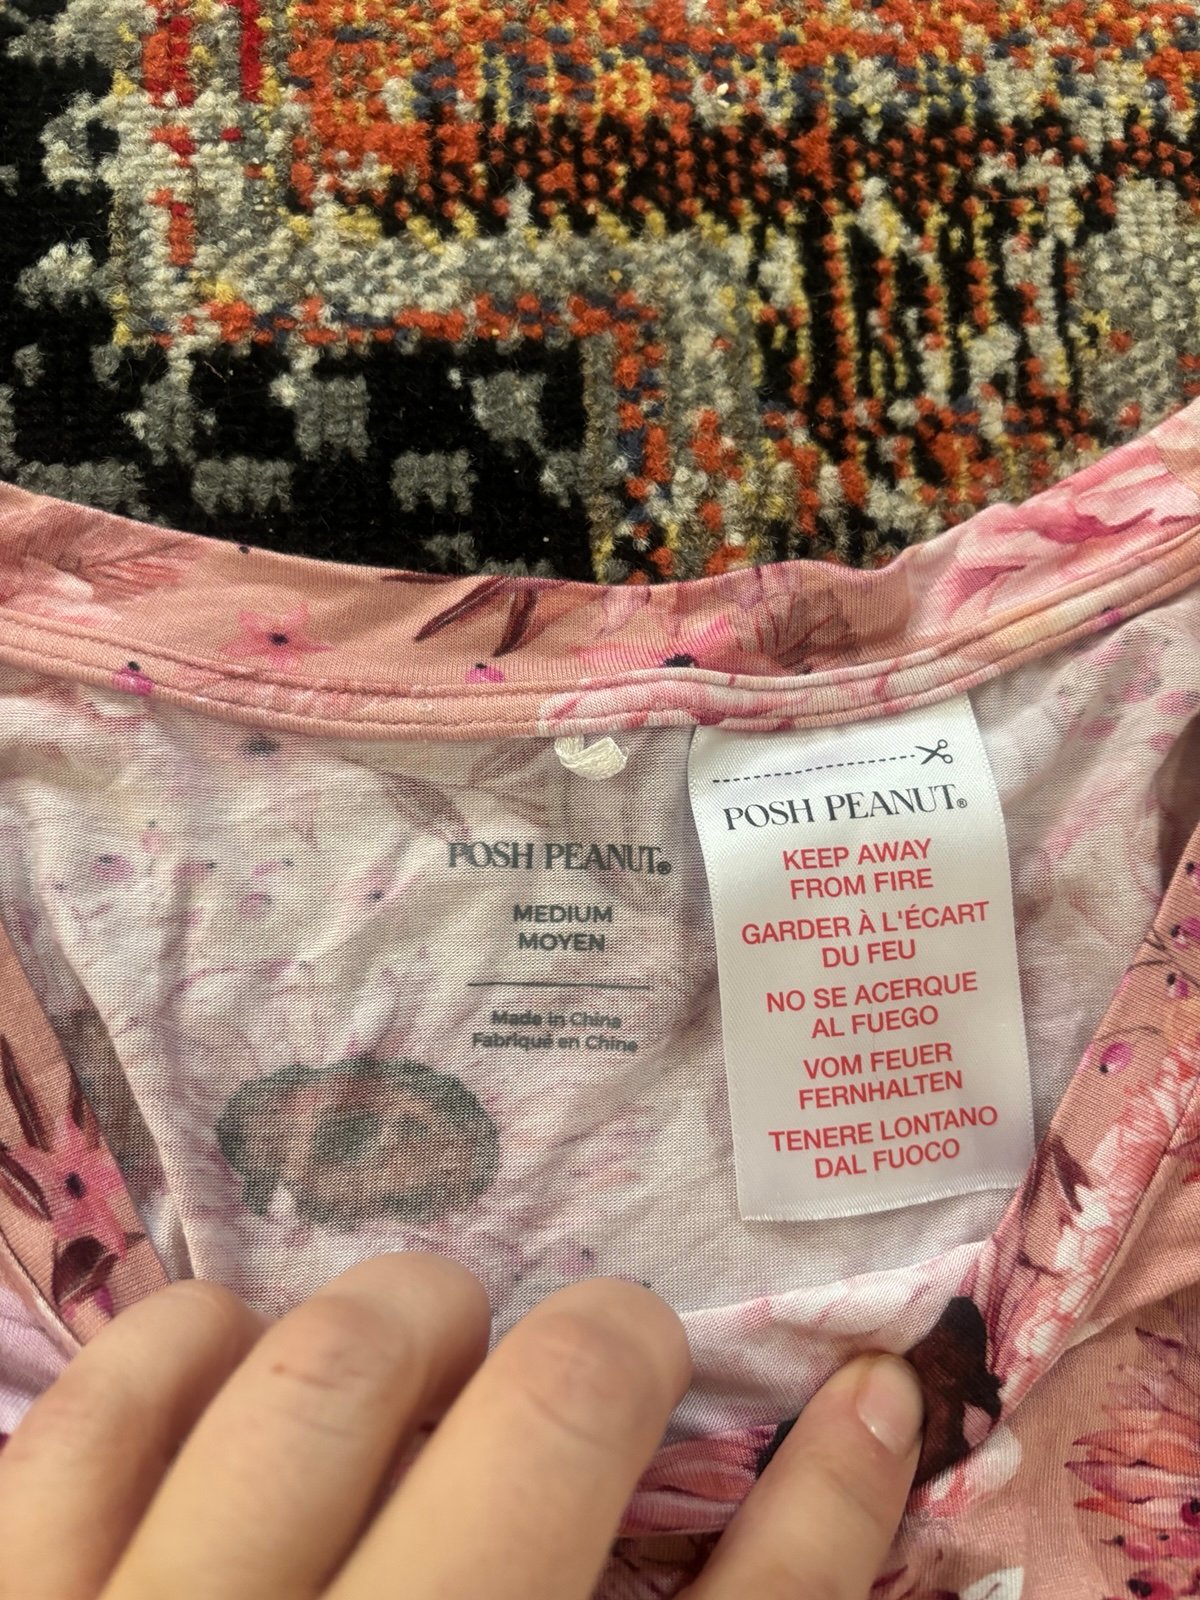 POSH PEANUT®
MEDIUM
MOYEN
Made in China
Fabriqué en Chine
POSH PEANUT®
KEEP AWAY
FROM FIRE
GARDER À L'ÉCART
DU FEU
NO SE ACERQUE
AL FUEGO
VOM FEUER
FERNHALTEN
TENERE LONTANO
DAL FUOCO